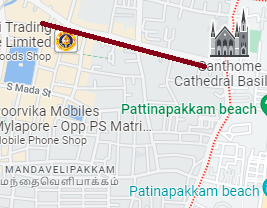 i Trading
e Limited
oods Shop
Santhome
Cathedral Basil
S Mada St
Pattinapakkam beach
oorvika Mobiles
Mylapore - Opp PS Matri...
Mobile Phone Shop
MANDAVELIPAKKAM
மந்தைவெளிபாக்கம்
Patinapakkam beach